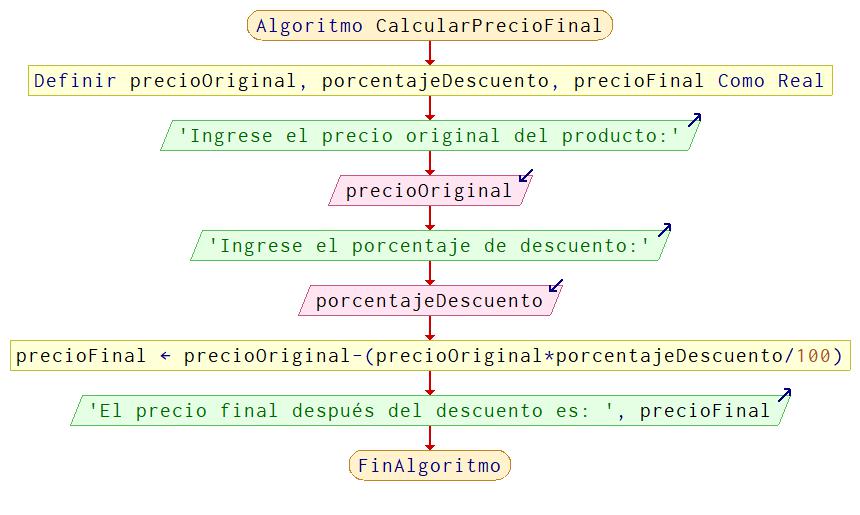 Algoritmo CalcularPrecioFinal
Definir precioOriginal, porcentajeDescuento, precioFinal Como Real
'Ingrese el precio original del producto:'
precioOriginal
'Ingrese el porcentaje de descuento:'
porcentajeDescuento
precioFinal ← precioOriginal-(precioOriginal*porcentajeDescuento/100)
'El precio final después del descuento es: ', precioFinal
FinAlgoritmo